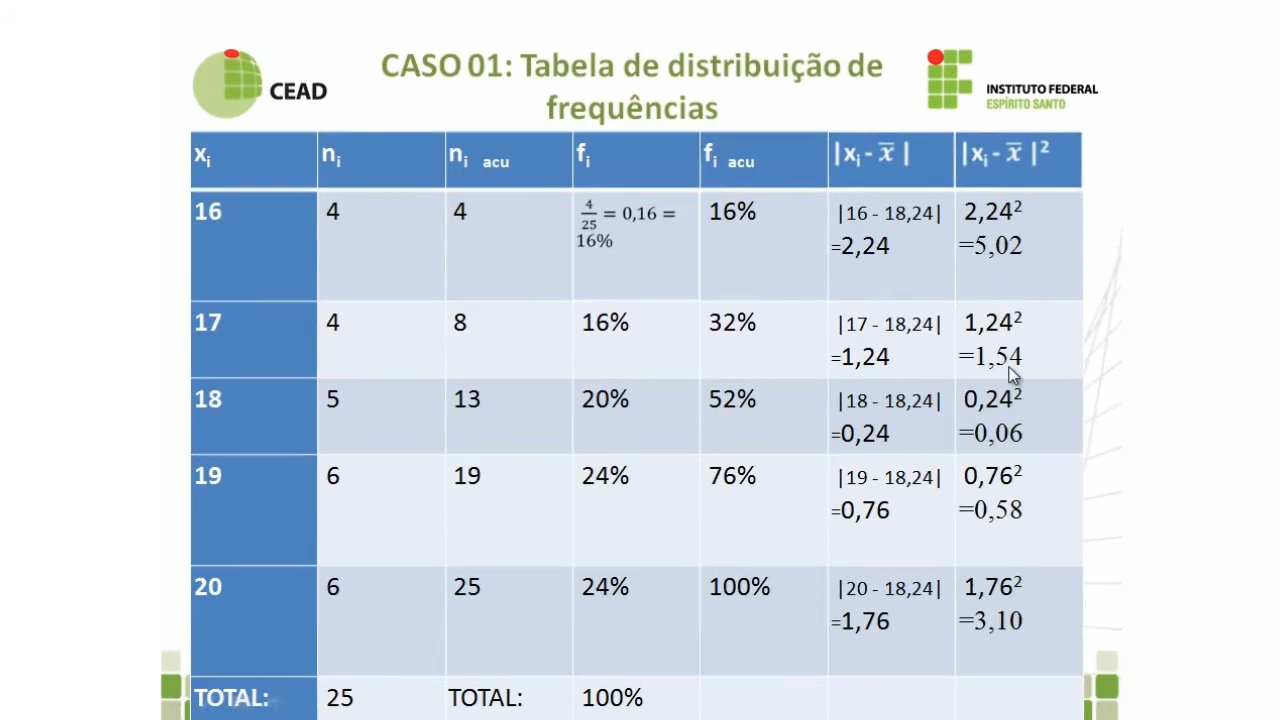 CEAD
CASO 01: Tabela de distribuição de
frequências
INSTITUTO FEDERAL
ESPÍRITO SANTO
xi ni ni acu fi fi acu |xi - x̅ | |xi - x̅ |²
16 4 4 4/25 = 0,16 = 16% |16 - 18,24| 2,24²
16% =2,24 =5,02
17 4 8 16% 32% |17 - 18,24| 1,24²
=1,24 =1,54
18 5 13 20% 52% |18 - 18,24| 0,24²
=0,24 =0,06
19 6 19 24% 76% |19 - 18,24| 0,76²
=0,76 =0,58
20 6 25 24% 100% |20 - 18,24| 1,76²
=1,76 =3,10
TOTAL: 25 TOTAL: 100%